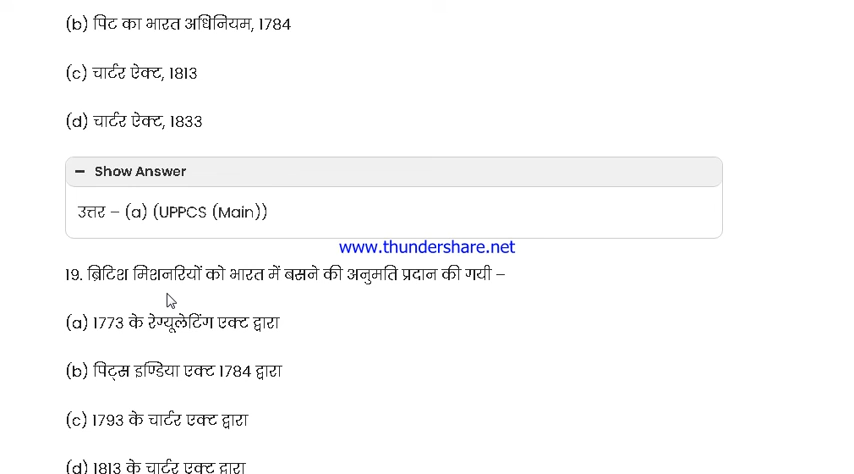 (b) पिट का भारत अधिनियम, 1784
(c) चार्टर ऐक्ट, 1813
(d) चार्टर ऐक्ट, 1833
− Show Answer
उत्तर – (a) (UPPCS (Main))
www.thundershare.net
19. ब्रिटिश मिशनरियों को भारत में बसने की अनुमति प्रदान की गयी –
(a) 1773 के रेग्यूलेटिंग एक्ट द्वारा
(b) पिट्स इण्डिया एक्ट 1784 द्वारा
(c) 1793 के चार्टर एक्ट द्वारा
(d) 1813 के चार्टर एक्ट द्वारा